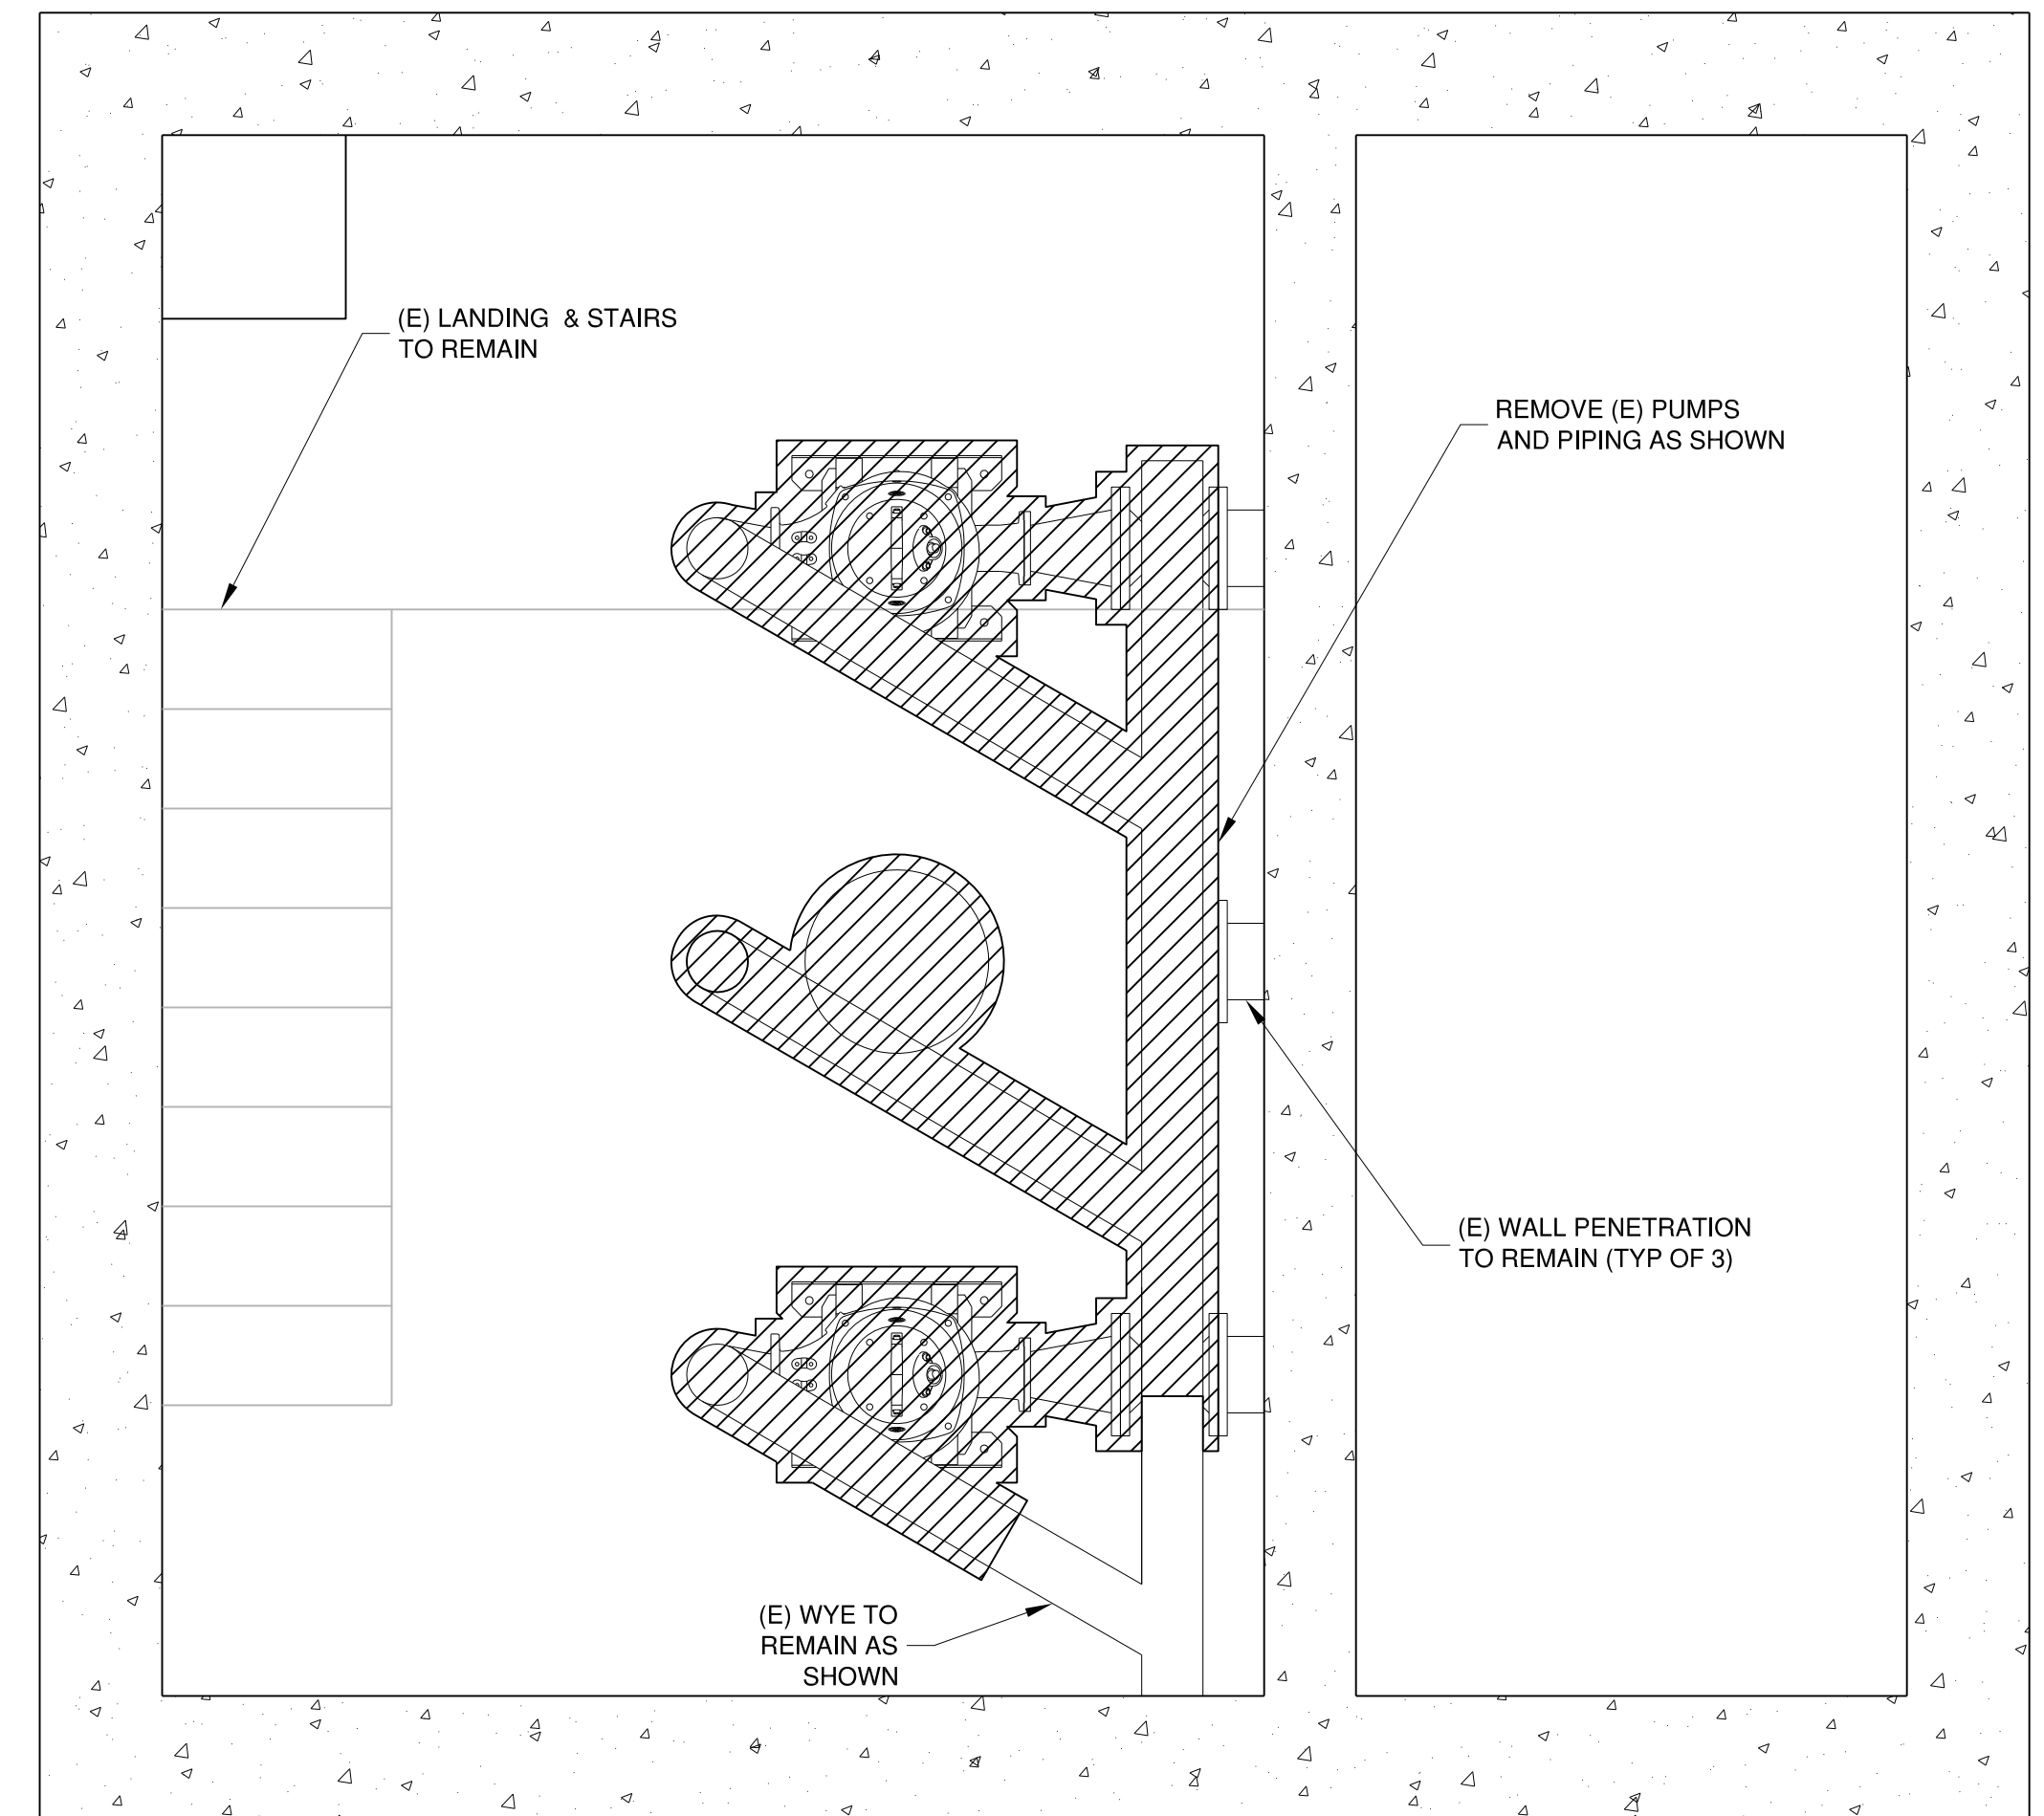 (E) LANDING & STAIRS
TO REMAIN
REMOVE (E) PUMPS
AND PIPING AS SHOWN
(E) WALL PENETRATION
TO REMAIN (TYP OF 3)
(E) WYE TO
REMAIN AS
SHOWN